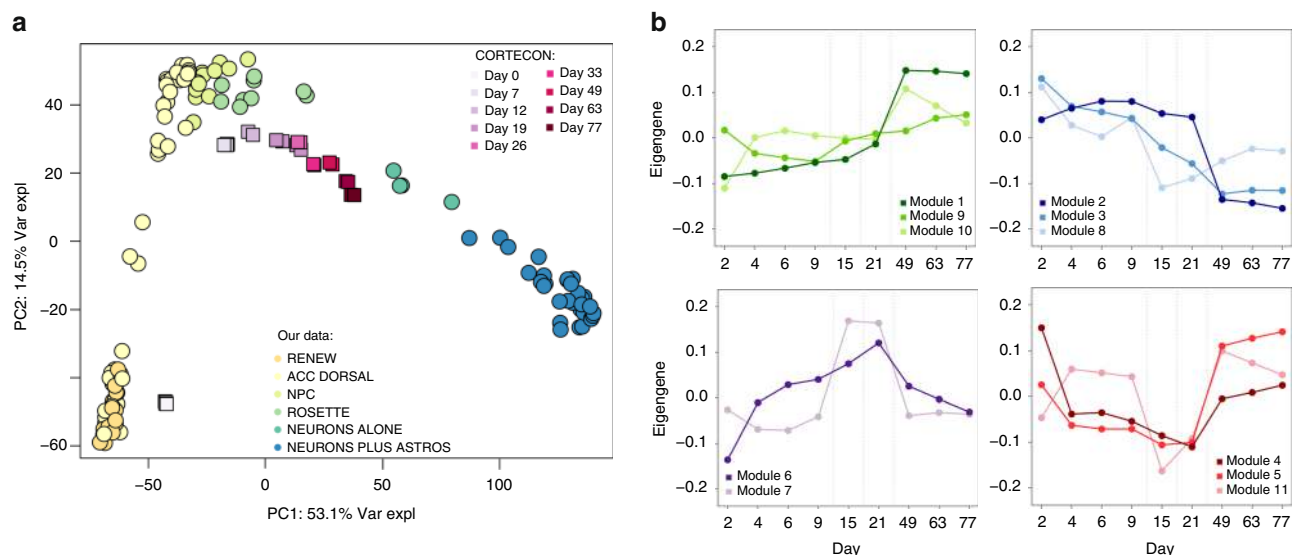 a
CORTECON:
Day 0
Day 7
Day 12
Day 19
Day 26
Day 33
Day 49
Day 63
Day 77
PC2: 14.5% Var expl
40
20
0
−20
−40
−60
Our data:
RENEW
ACC DORSAL
NPC
ROSETTE
NEURONS ALONE
NEURONS PLUS ASTROS
−50
0
50
100
PC1: 53.1% Var expl
b
Eigengene
0.2
0.1
0.0
−0.1
−0.2
Module 1
Module 9
Module 10
2 4 6 9 15 21 49 63 77
0.2
0.1
0.0
−0.1
−0.2
Module 2
Module 3
Module 8
2 4 6 9 15 21 49 63 77
Eigengene
0.2
0.1
0.0
−0.1
−0.2
Module 6
Module 7
2 4 6 9 15 21 49 63 77
Day
0.2
0.1
0.0
−0.1
−0.2
Module 4
Module 5
Module 11
2 4 6 9 15 21 49 63 77
Day